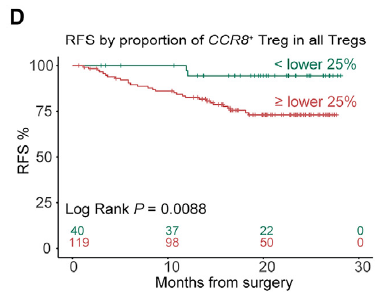 D
RFS by proportion of CCR8+ Treg in all Tregs
100
< lower 25%
≥ lower 25%
75
50
25
0
RFS %
Log Rank P = 0.0088
40 37 22 0
119 98 50 0
0 10 20 30
Months from surgery